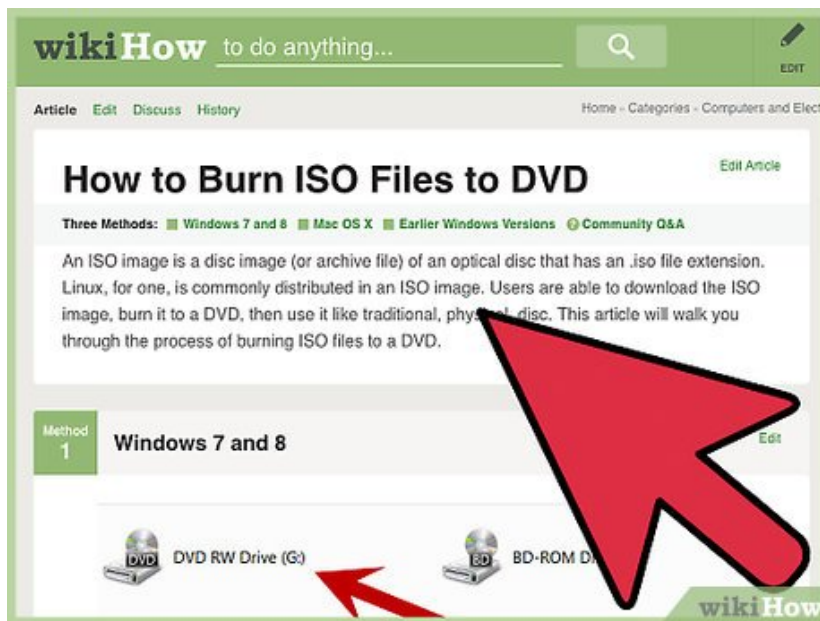 wikiHow to do anything...
EDIT
Article Edit Discuss History
Home - Categories - Computers and Elect
How to Burn ISO Files to DVD
Edit Article
Three Methods: Windows 7 and 8 Mac OS X Earlier Windows Versions Community Q&A
An ISO image is a disc image (or archive file) of an optical disc that has an .iso file extension.
Linux, for one, is commonly distributed in an ISO image. Users are able to download the ISO
image, burn it to a DVD, then use it like traditional, disc. This article will walk you
through the process of burning ISO files to a DVD.
Method
1
Windows 7 and 8
Edit
DVD
DVD RW Drive (G:)
BD
BD-ROM D
wikiHow